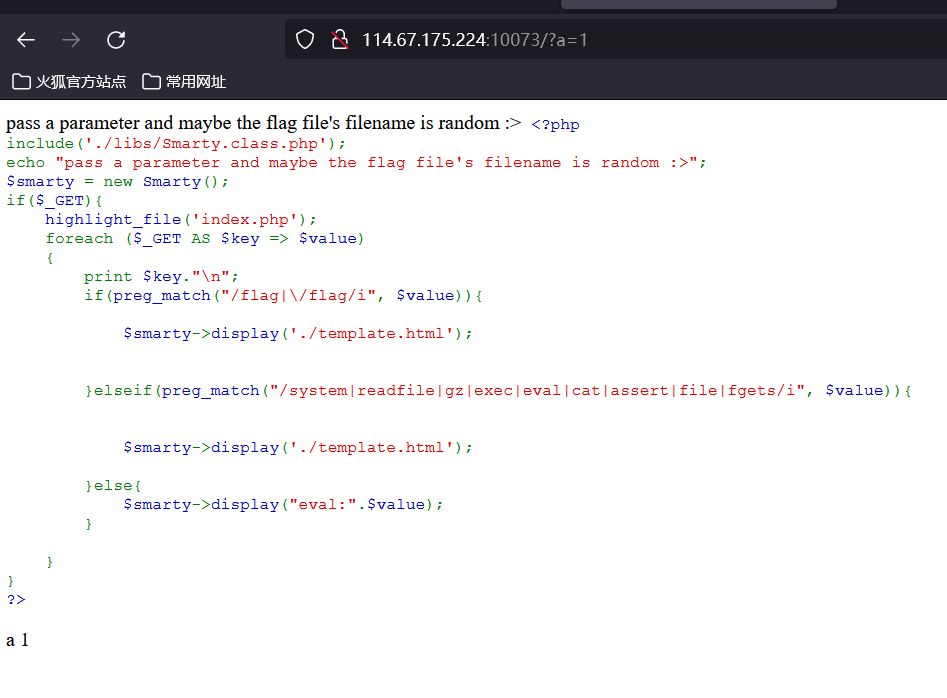 114.67.175.224:10073/?a=1
火狐官方站点 常用网址
pass a parameter and maybe the flag file's filename is random :> <?php
include('./libs/Smarty.class.php');
echo "pass a parameter and maybe the flag file's filename is random :>";
$smarty = new Smarty();
if($_GET){
    highlight_file('index.php');
    foreach ($_GET AS $key => $value)
    {
        print $key."\n";
        if(preg_match("/flag|\/flag/i", $value)){
            $smarty->display('./template.html');
        }elseif(preg_match("/system|readfile|gz|exec|eval|cat|assert|file|fgets/i", $value)){
            $smarty->display('./template.html');
        }else{
            $smarty->display("eval:".$value);
        }
    }
}
?>
a 1